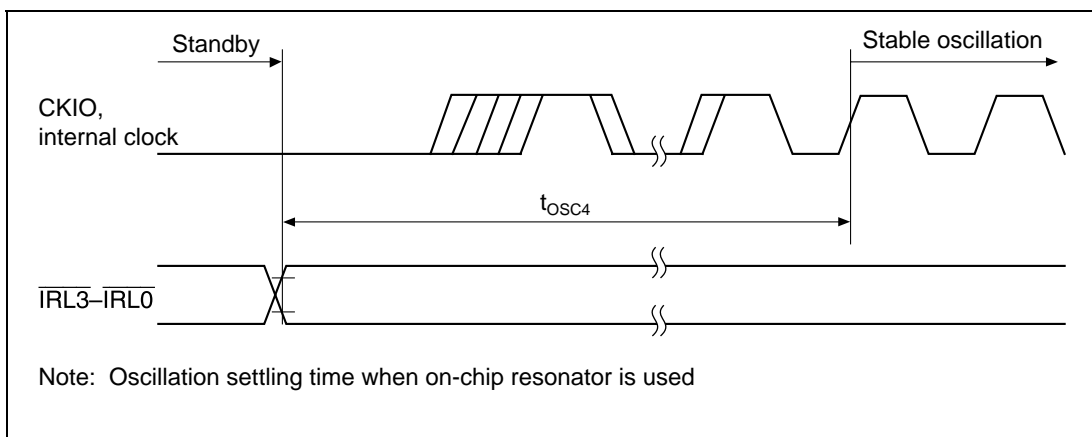 Standby
Stable oscillation
CKIO,
internal clock
tOSC4
IRL3–IRL0
Note: Oscillation settling time when on-chip resonator is used